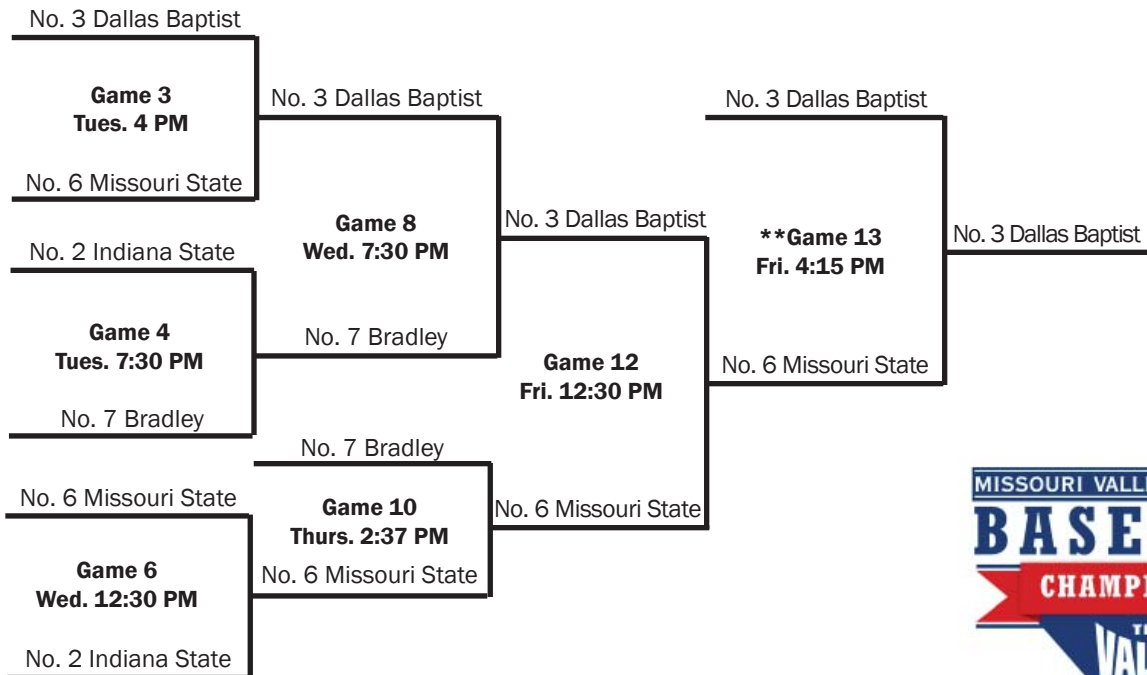 No. 3 Dallas Baptist
Game 3
Tues. 4 PM
No. 6 Missouri State
No. 2 Indiana State
Game 4
Tues. 7:30 PM
No. 7 Bradley
No. 6 Missouri State
Game 6
Wed. 12:30 PM
No. 2 Indiana State
No. 3 Dallas Baptist
Game 8
Wed. 7:30 PM
No. 7 Bradley
No. 7 Bradley
Game 10
Thurs. 2:37 PM
No. 6 Missouri State
No. 3 Dallas Baptist
Game 12
Fri. 12:30 PM
No. 6 Missouri State
No. 3 Dallas Baptist
**Game 13
Fri. 4:15 PM
No. 6 Missouri State
No. 3 Dallas Baptist
MISSOURI